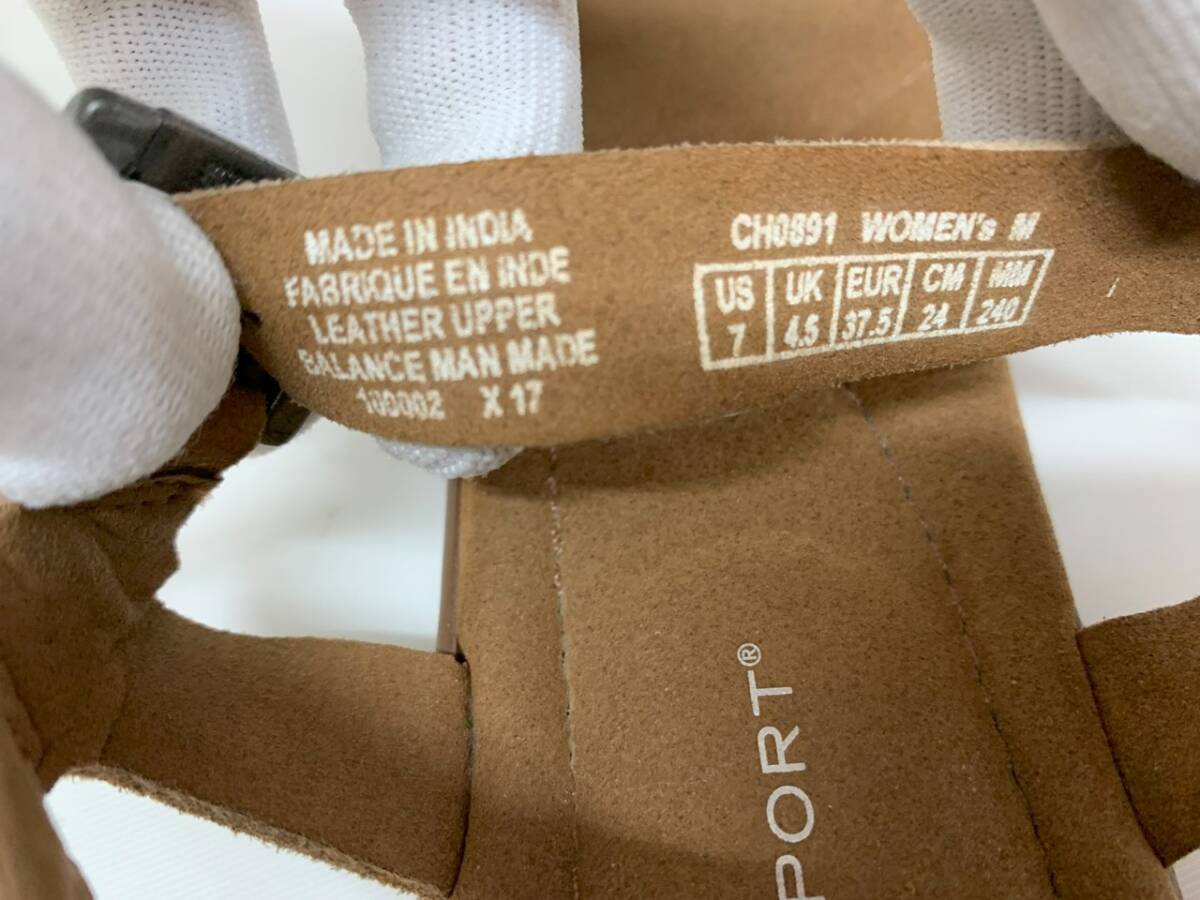 MADE IN INDIA
FABRIQUE EN INDE
LEATHER UPPER
BALANCE MAN MADE
100002 X 17
CH0891 WOMEN's M
US UK EUR CM MM
7 4.5 37.5 24 240
PORT®